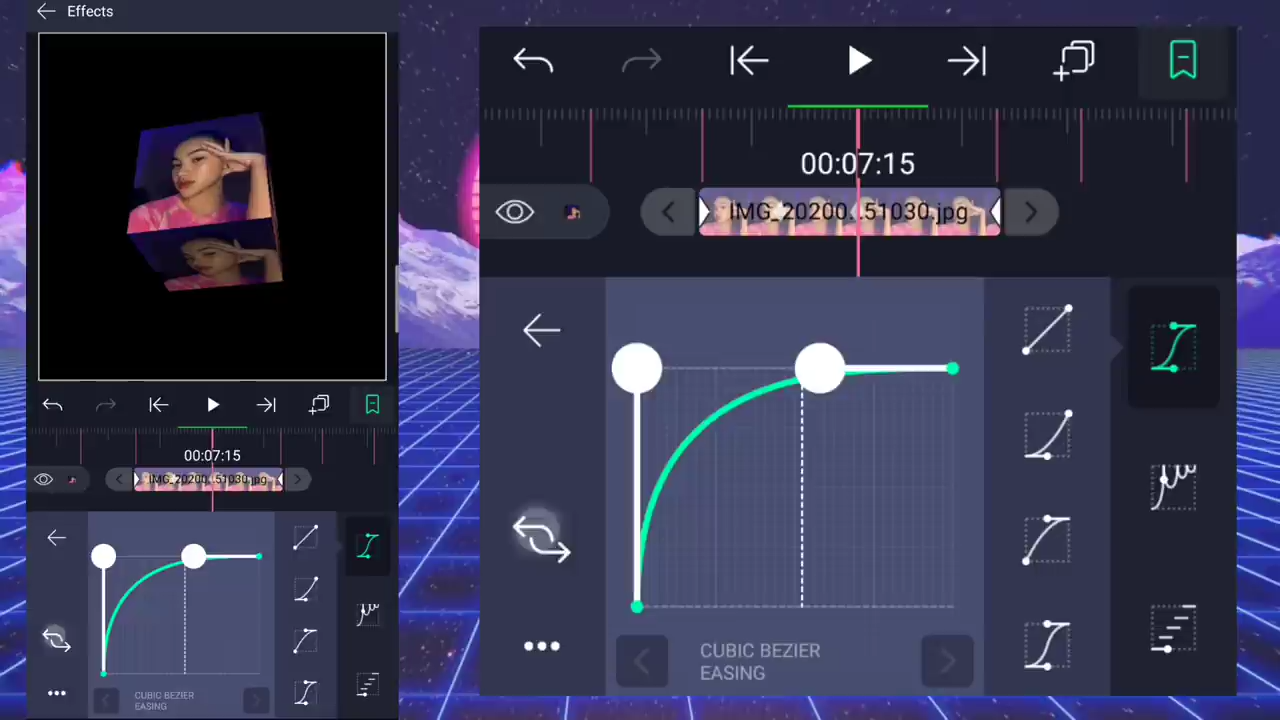 Effects
00:07:15
IMG_20200...51030.jpg
CUBIC BEZIER
EASING
00:07:15
IMG_20200...51030.jpg
CUBIC BEZIER
EASING